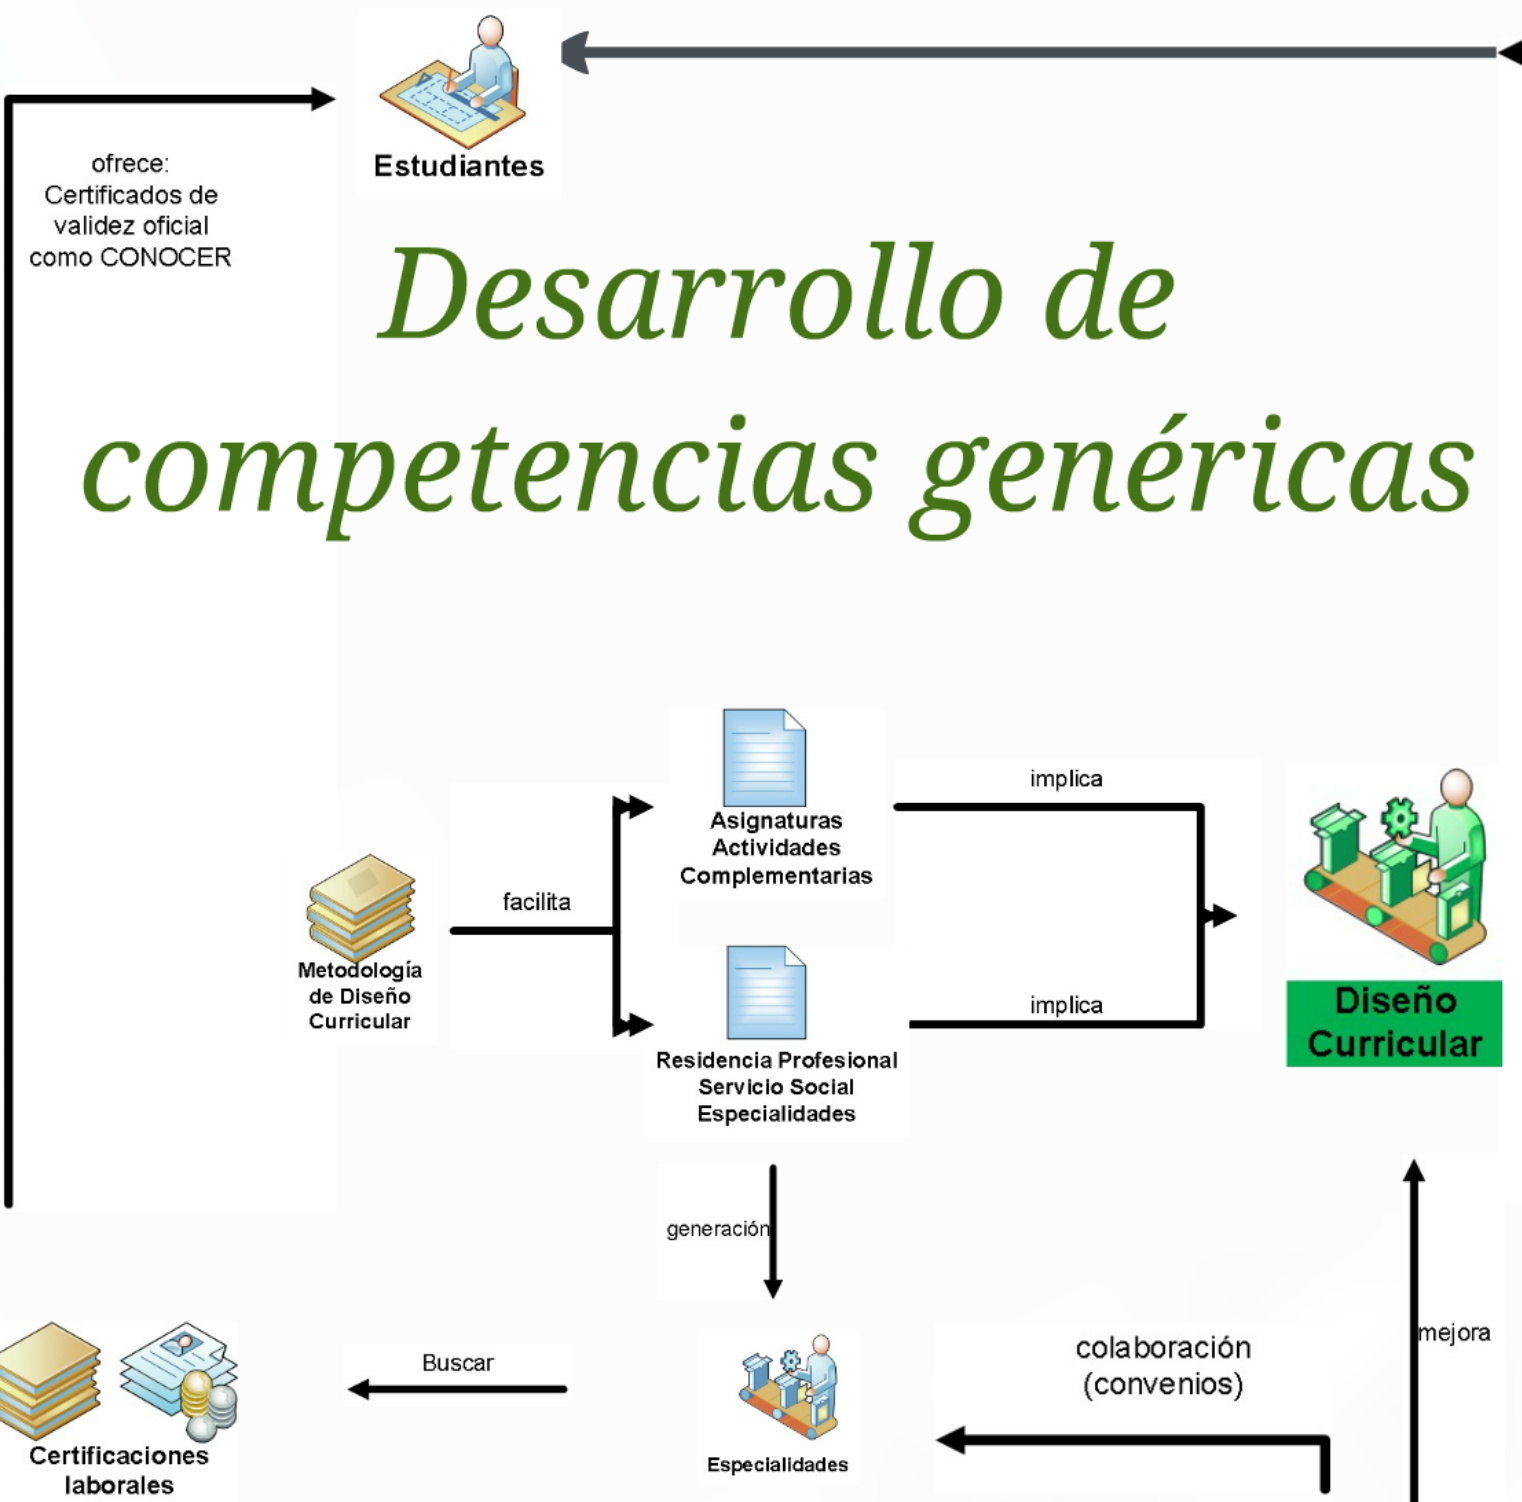 Estudiantes
ofrece:
Certificados de
validez oficial
como CONOCER
Desarrollo de
competencias genéricas
implica
Asignaturas
Actividades
Complementarias
facilita
Metodología
de Diseño
Curricular
implica
Diseño
Curricular
Residencia Profesional
Servicio Social
Especialidades
generación
mejora
colaboración
(convenios)
Buscar
Certificaciones
laborales
Especialidades